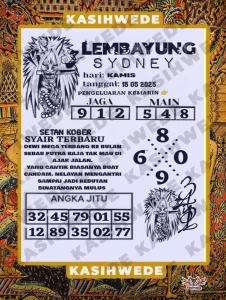 KASIHWEDE
LEMBAYUNG
SYDNEY
hari: KAMIS
tanggal: 15 05 2025
PENGELUARAN KEMARIN
JAGA MAIN
9 1 2 5 4 8
SETAN KOBER
SYAIR TERBARU
DEWI MEGA TERBANG KE BULAN
SEBAB PUTRA RAJA TAK MAU DI
AJAK JALAN.
YANG CANTIK BIASANYA BUAT
CANDAAN. NELAYAN MENGANTRI
SAMPAI JADI REDUTAN
BINATANGNYA MULUS
8
6 0
9
ANGKA JITU
32 45 79 01 55
12 89 35 02 77
KASIHWEDE